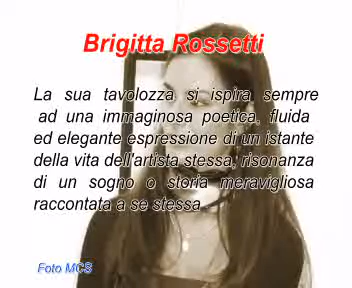 Brigitta Rossetti
La sua tavolozza si ispira sempre
ad una immaginosa poetica, fluida
ed elegante espressione di un istante
della vita dell'artista stessa, risonanza
di un sogno o storia meravigliosa
raccontata a se stessa
Foto MCS